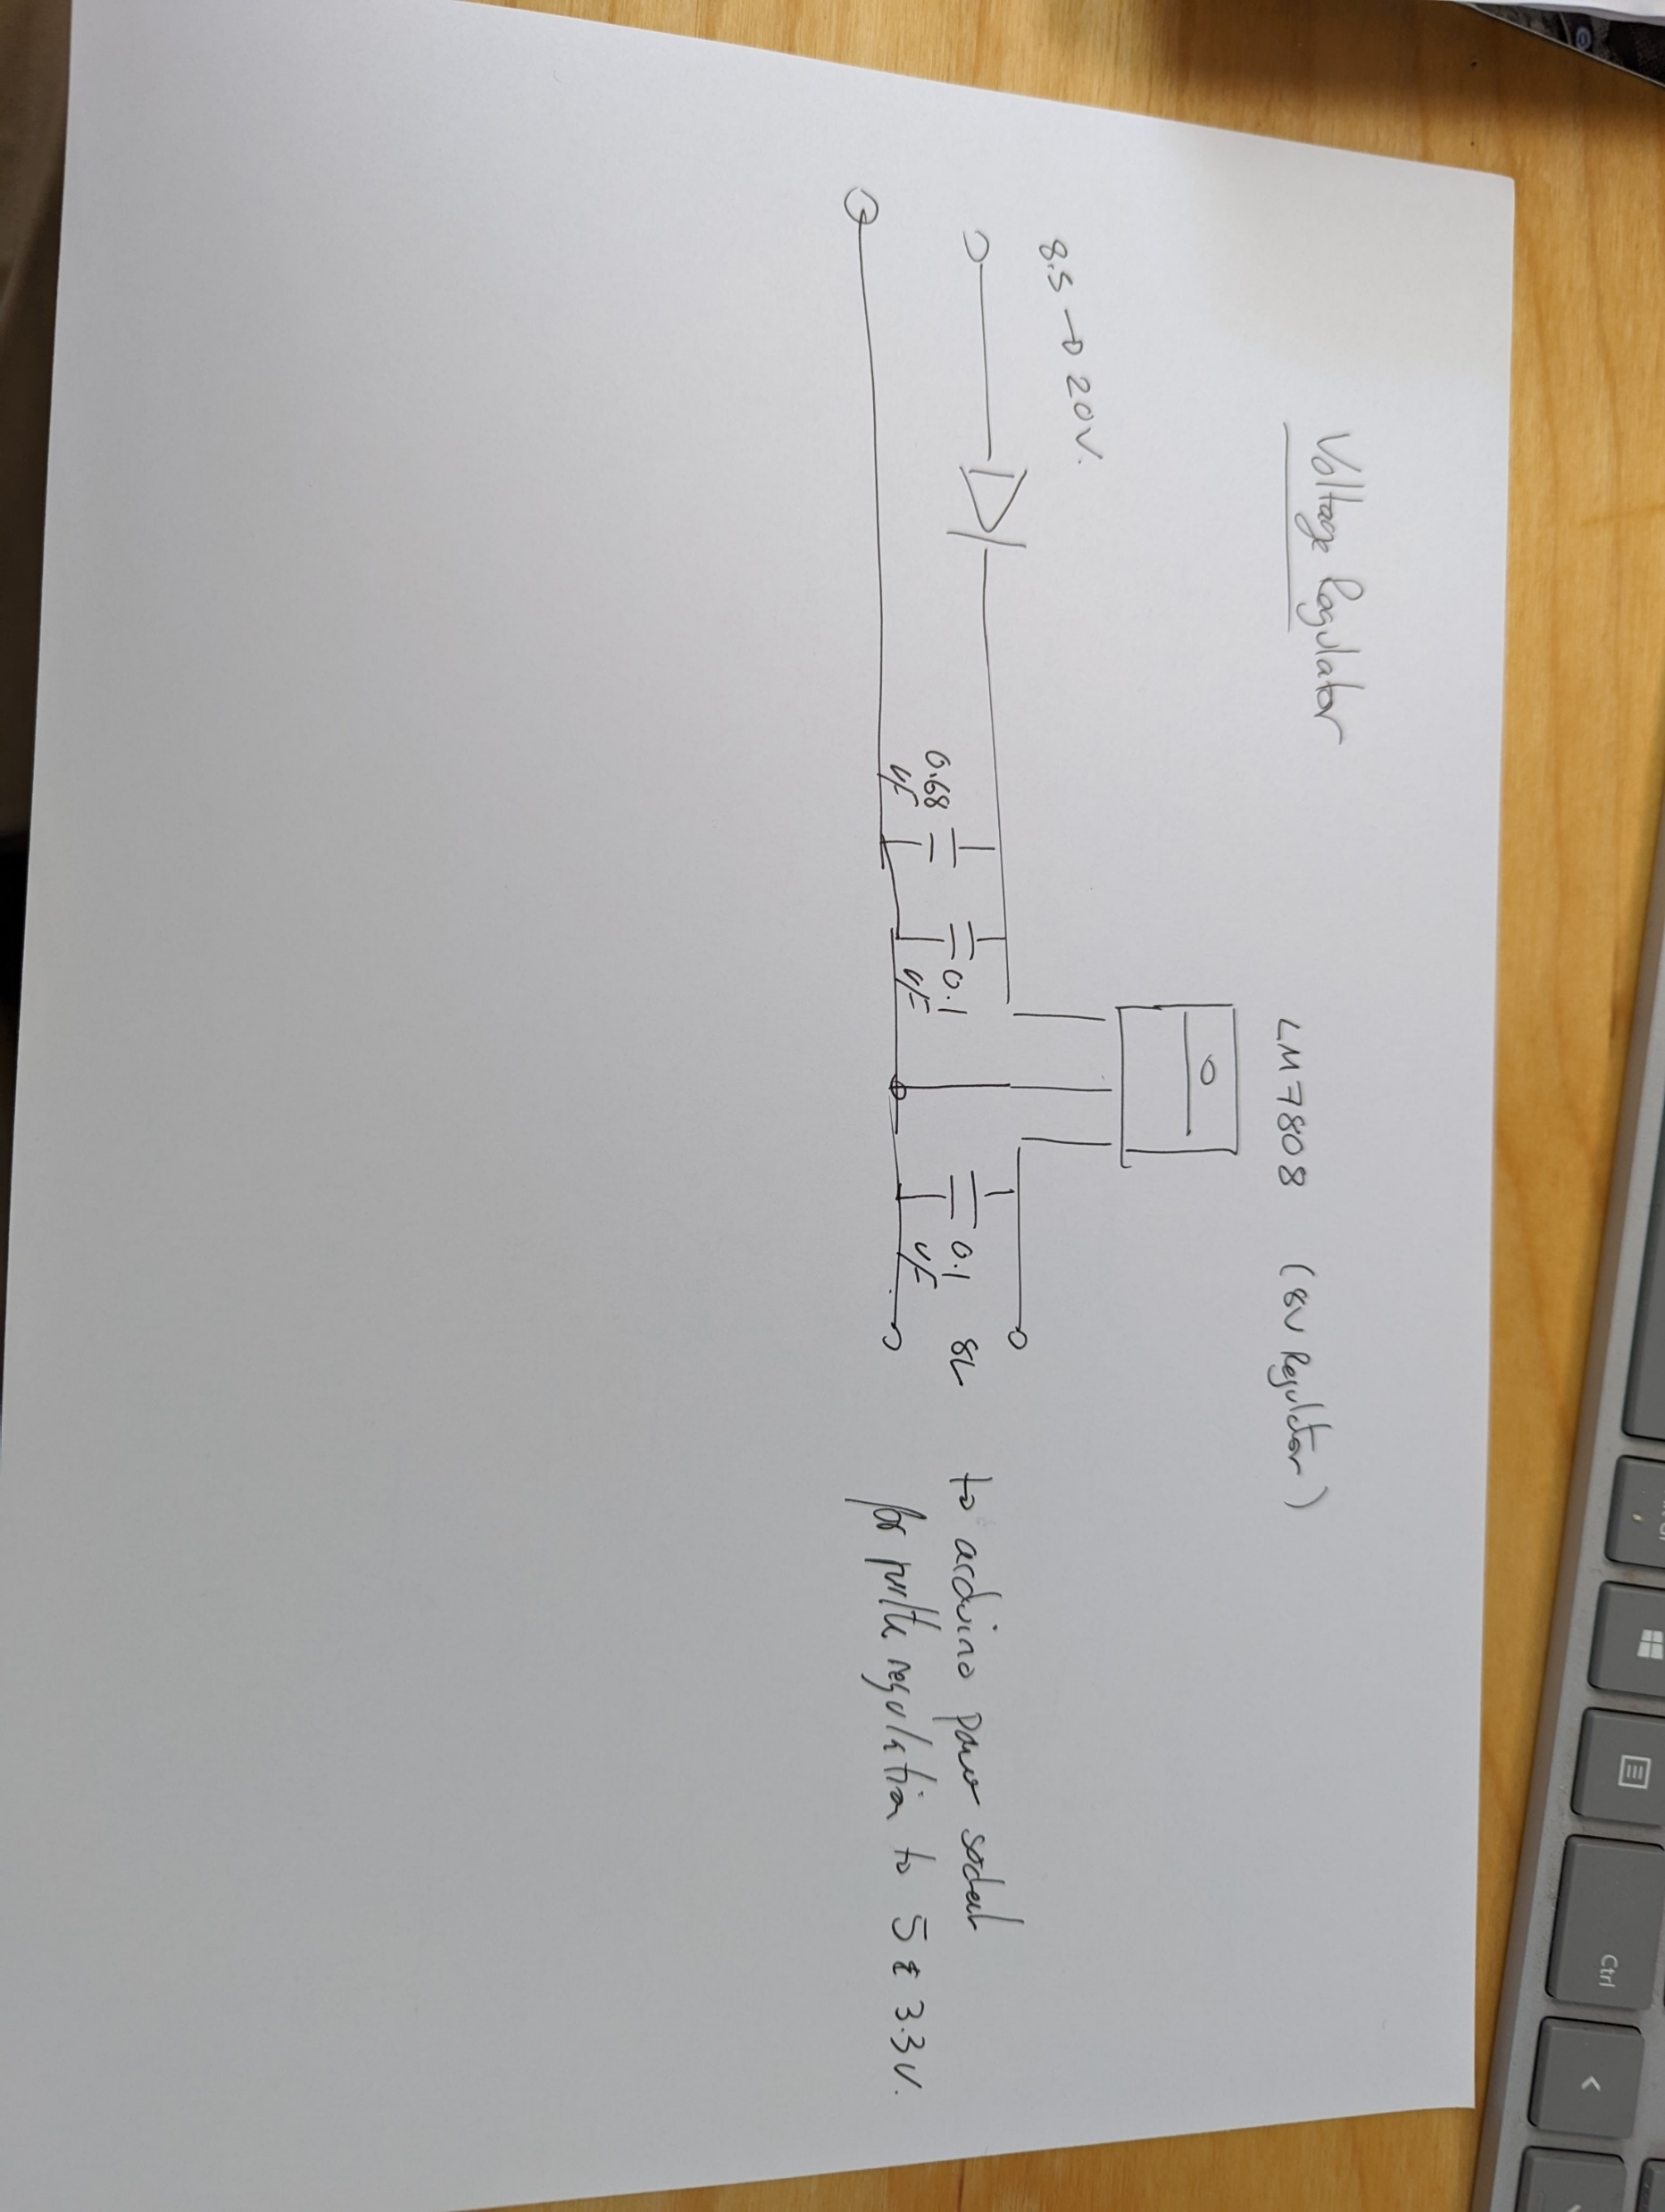 Voltage Regulator
LM7808 (8V Regulator)
8.5 → 20V.
0.68
uF
0.1
uF
0.1
uF
8V
to arduino power socket
for further regulation to 5 & 3.3V.
Ctrl
<